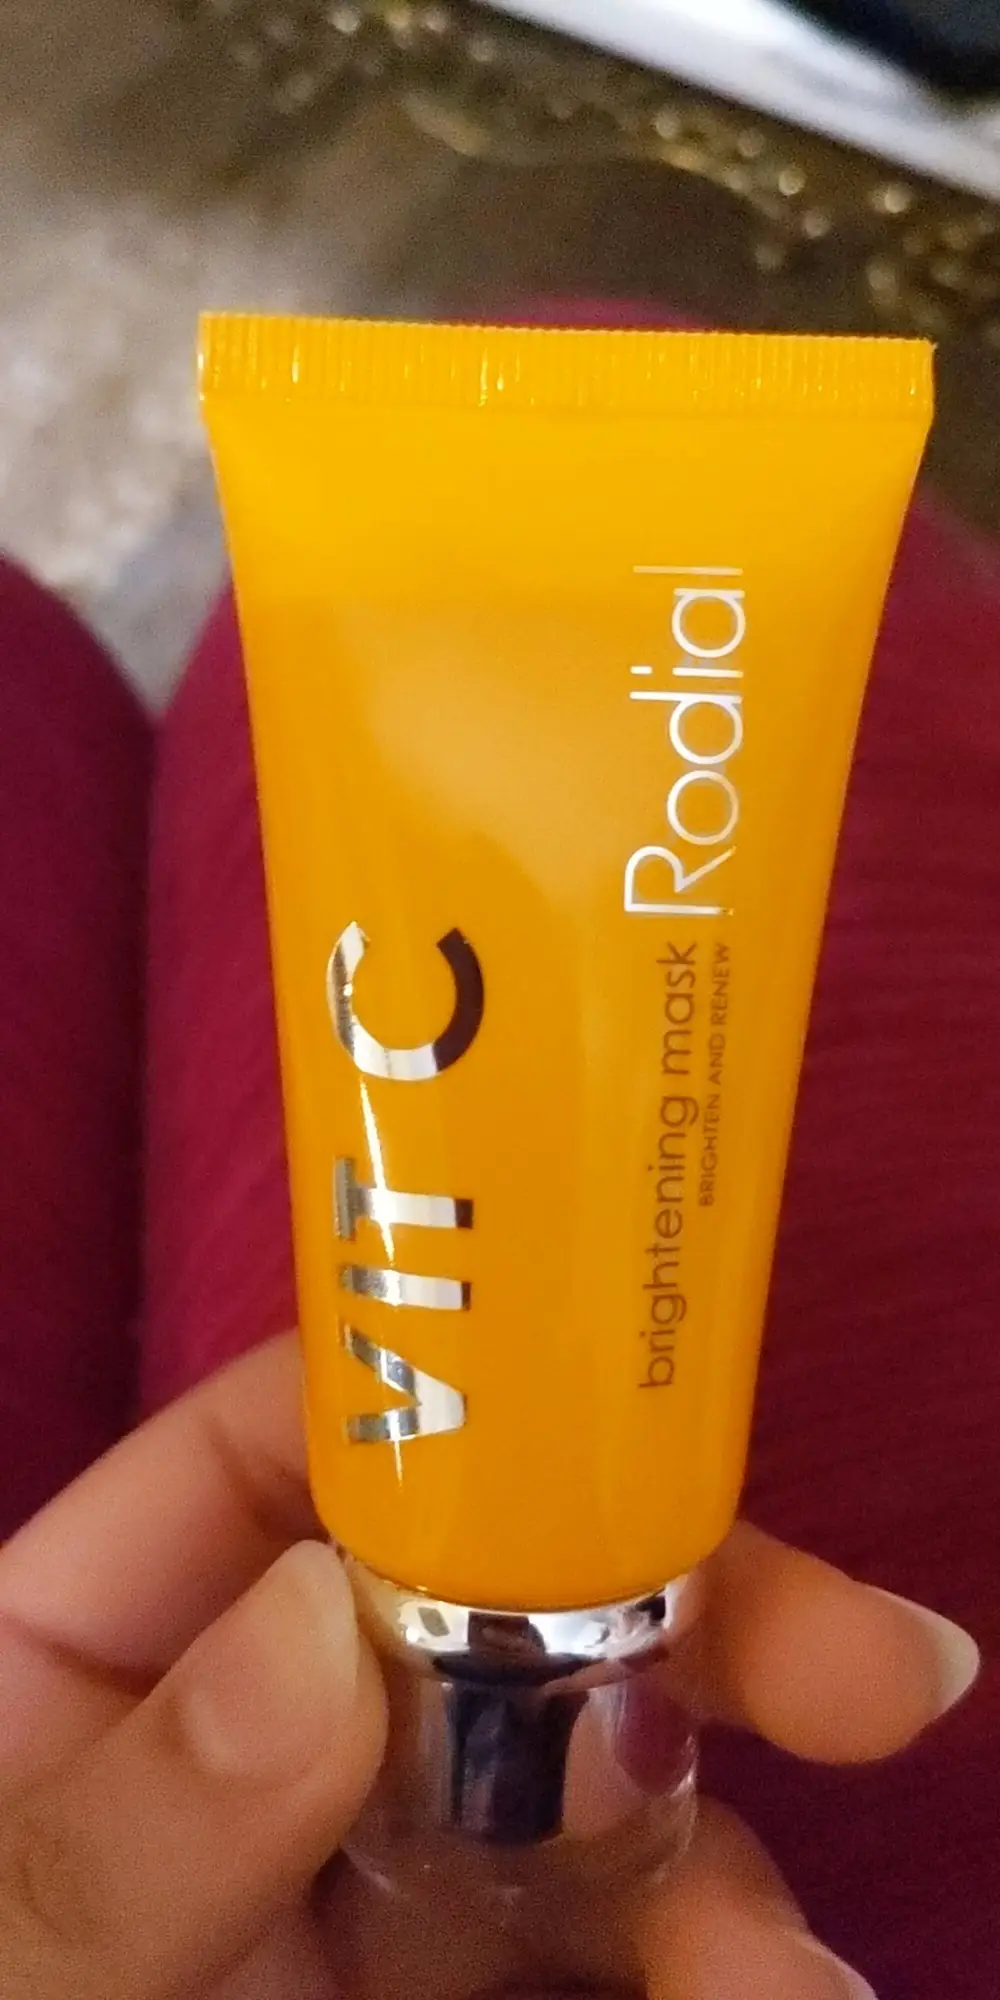 VIT C
Rodial
brightening mask
BRIGHTEN AND RENEW